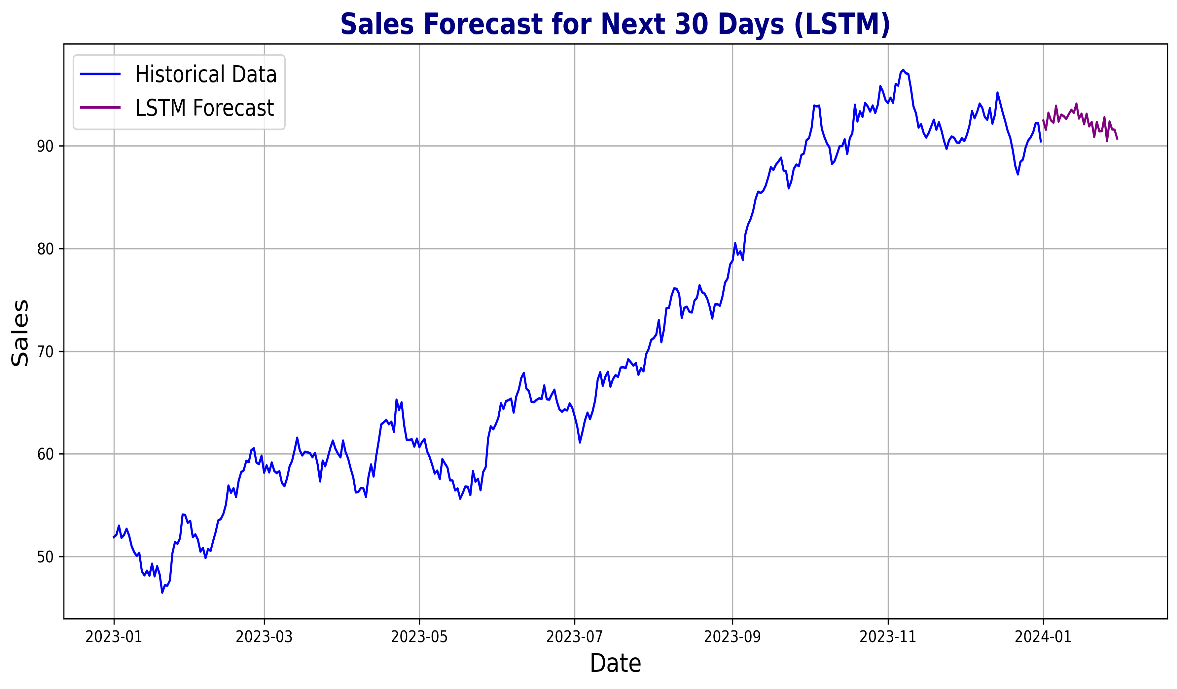 Sales Forecast for Next 30 Days (LSTM)
Historical Data
LSTM Forecast
90
80
70
60
50
Sales
2023-01 2023-03 2023-05 2023-07 2023-09 2023-11 2024-01
Date